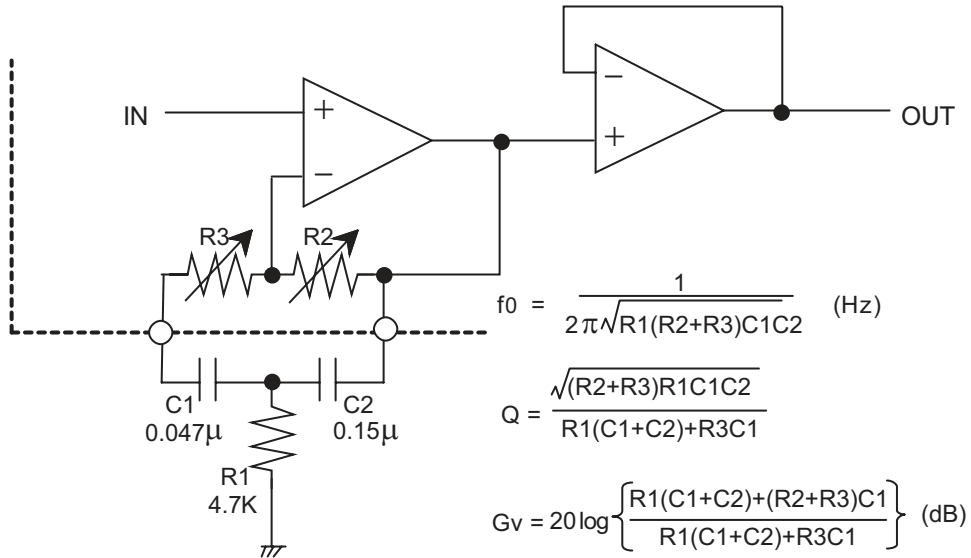 IN
+
−
−
+
OUT
R3
R2
C1
0.047μ
C2
0.15μ
R1
4.7K
f0 = 1 / 2π√R1(R2+R3)C1C2 (Hz)
Q = √(R2+R3)R1C1C2 / R1(C1+C2)+R3C1
Gv = 20log{R1(C1+C2)+(R2+R3)C1 / R1(C1+C2)+R3C1} (dB)